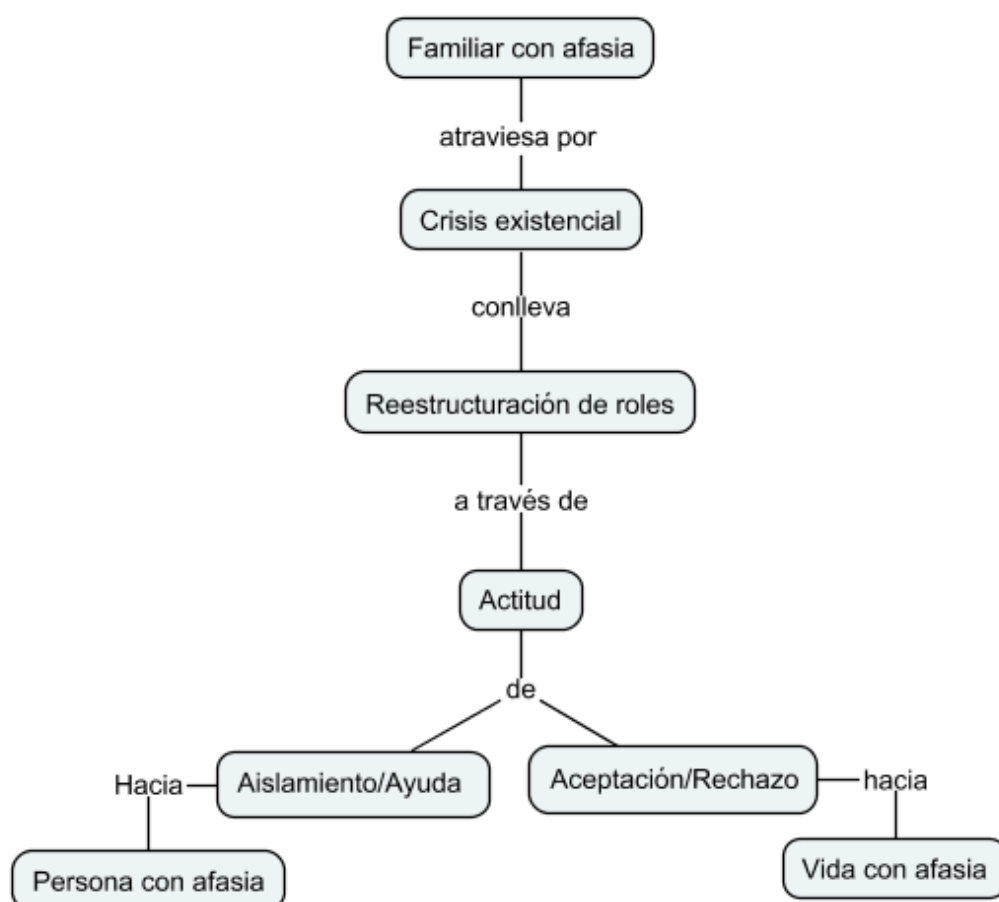 Familiar con afasia
atraviesa por
Crisis existencial
conlleva
Reestructuración de roles
a través de
Actitud
de
Aislamiento/Ayuda
Aceptación/Rechazo
Hacia
hacia
Persona con afasia
Vida con afasia